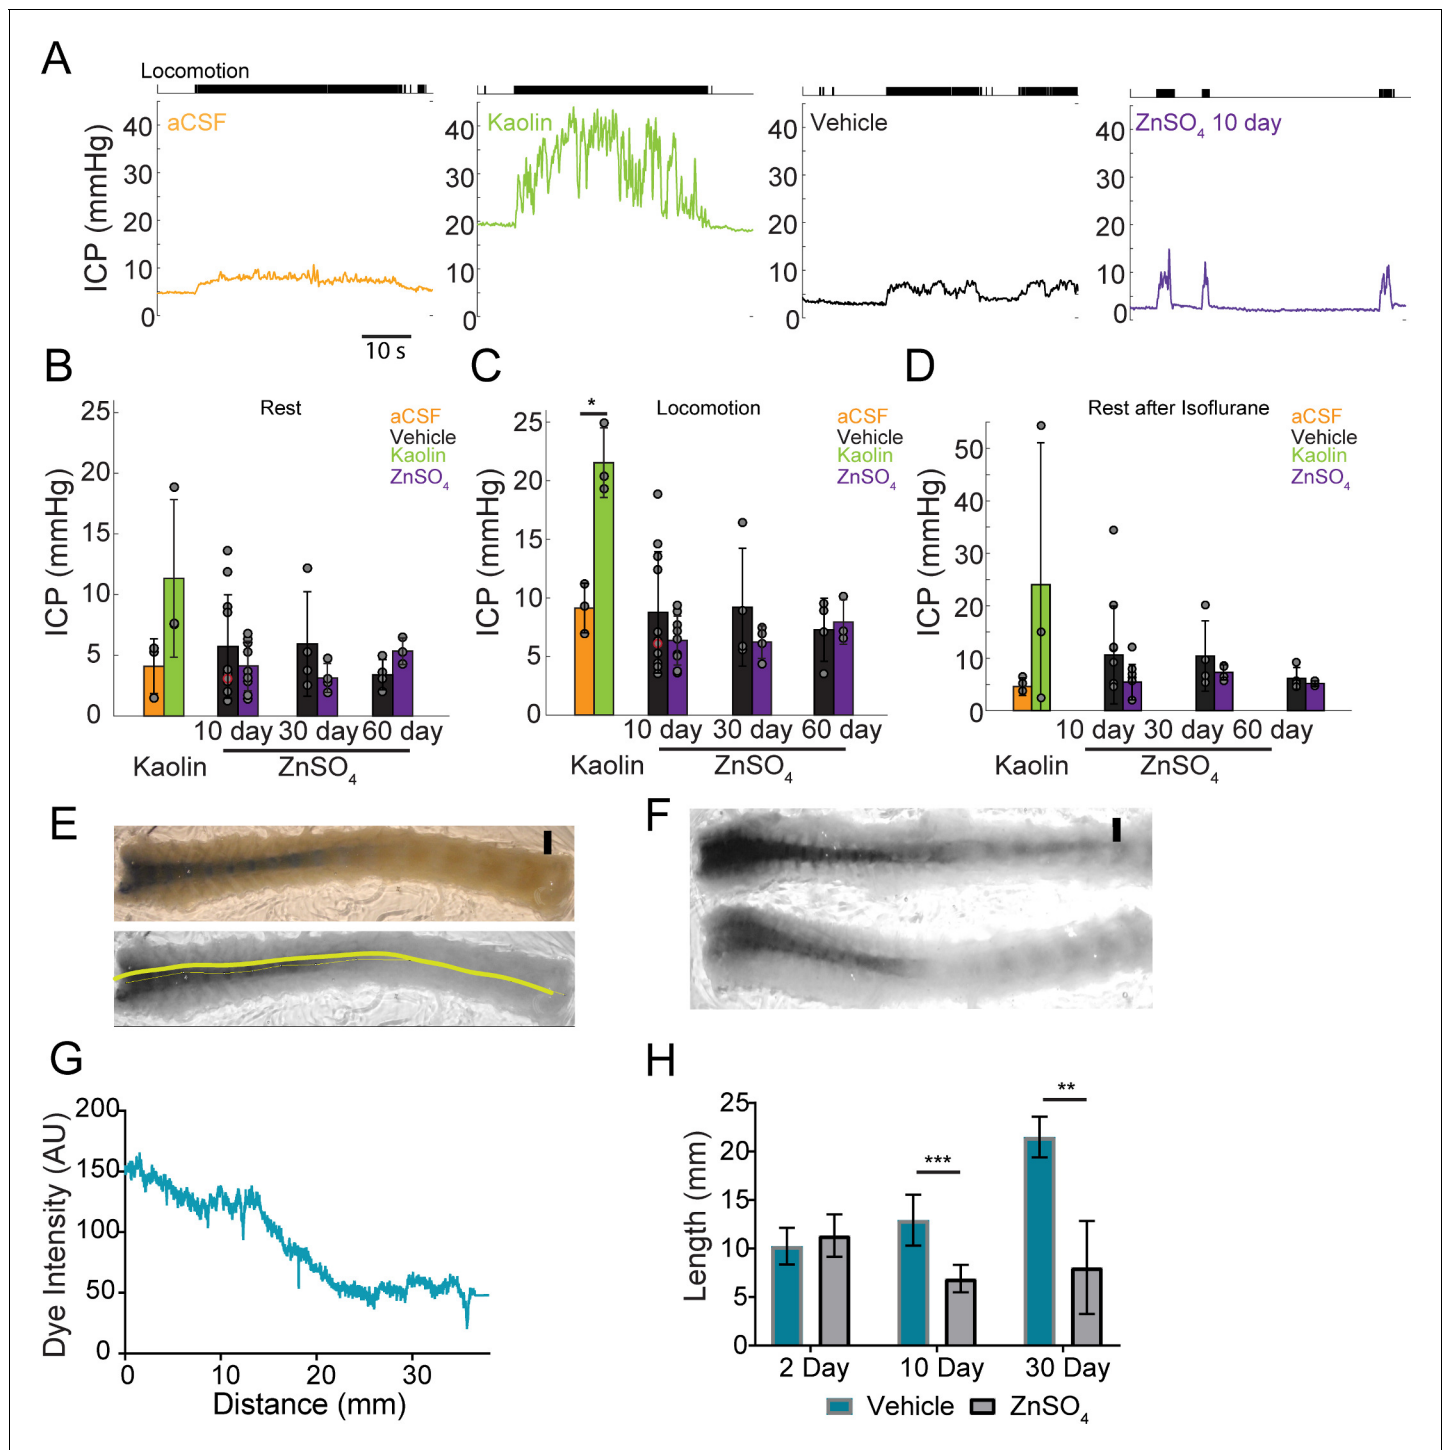 A
Locomotion
aCSF
Kaolin
Vehicle
ZnSO4 10 day
ICP (mmHg)
40
30
20
10
0
40
30
20
10
0
40
30
20
10
0
40
30
20
10
0
10 s
B
Rest
aCSF
Vehicle
Kaolin
ZnSO4
ICP (mmHg)
25
20
15
10
5
0
10 day 30 day 60 day
Kaolin
ZnSO4
C
*
Locomotion
aCSF
Vehicle
Kaolin
ZnSO4
ICP (mmHg)
25
20
15
10
5
0
10 day 30 day 60 day
Kaolin
ZnSO4
D
Rest after Isoflurane
aCSF
Vehicle
Kaolin
ZnSO4
ICP (mmHg)
50
40
30
20
10
0
10 day 30 day 60 day
Kaolin
ZnSO4
E
F
G
Dye Intensity (AU)
200
150
100
50
0
0 10 20 30
Distance (mm)
H
Length (mm)
25
20
15
10
5
0
***
**
2 Day 10 Day 30 Day
Vehicle ZnSO4